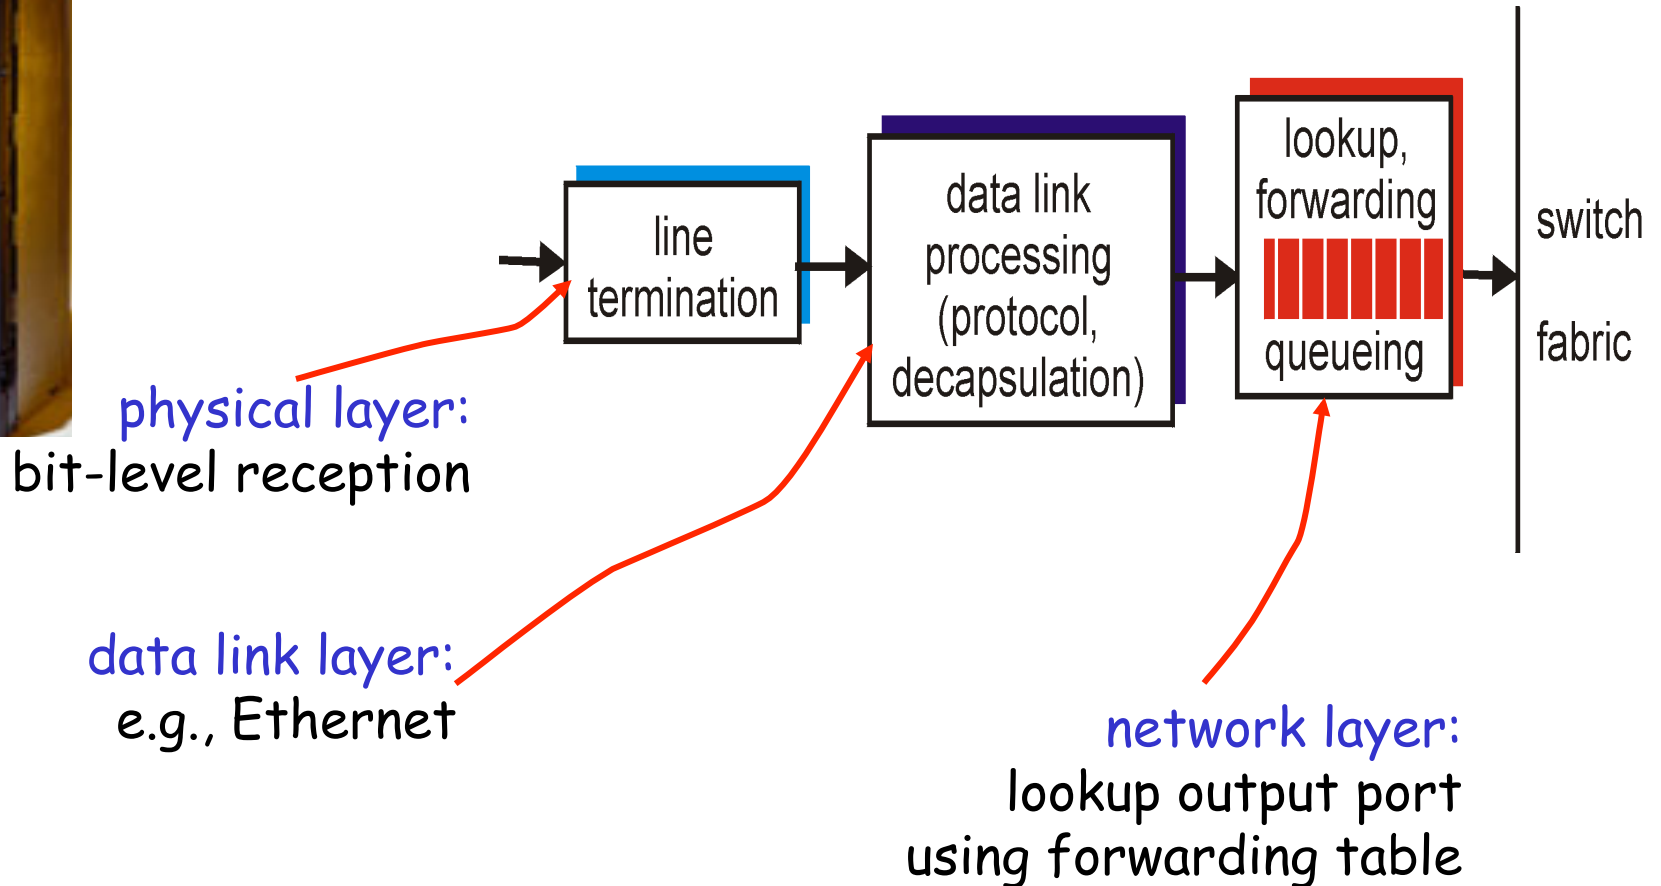 line
termination
data link
processing
(protocol,
decapsulation)
lookup,
forwarding
queueing
switch
fabric
physical layer:
bit-level reception
data link layer:
e.g., Ethernet
network layer:
lookup output port
using forwarding table